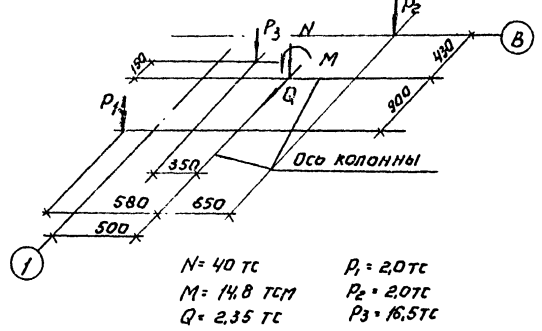 P2
P3
N
B
M
150
430
Q
P1
900
350
Ось колонны
580
650
500
1
N= 40 тс
P1 = 2,0 тс
M = 14,8 тсм
P2 = 2,0 тс
Q = 2,35 тс
P3 = 16,5 тс